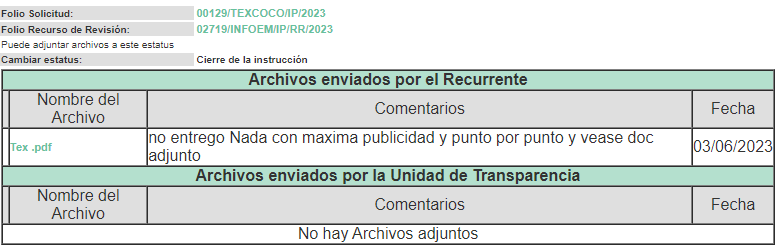 Folio Solicitud: 00129/TEXCOCO/IP/2023
Folio Recurso de Revisión: 02719/INFOEM/IP/RR/2023
Puede adjuntar archivos a este estatus
Cambiar estatus: Cierre de la instrucción
Archivos enviados por el Recurrente
Nombre del Archivo Comentarios Fecha
Tex .pdf no entrego Nada con maxima publicidad y punto por punto y vease doc adjunto 03/06/2023
Archivos enviados por la Unidad de Transparencia
Nombre del Archivo Comentarios Fecha
No hay Archivos adjuntos